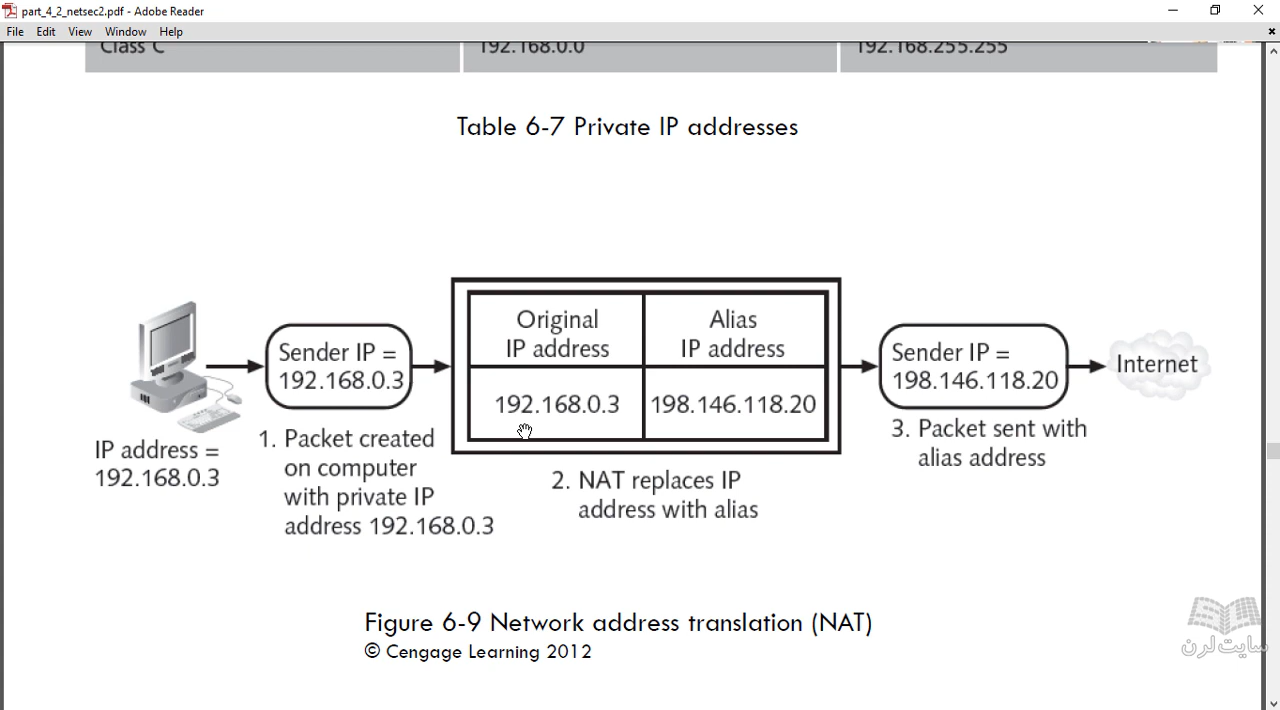 part_4_2_netsec2.pdf - Adobe Reader
File Edit View Window Help
Class C 192.168.0.0 192.168.255.255
Table 6-7 Private IP addresses
Original
IP address
Alias
IP address
Sender IP =
192.168.0.3
192.168.0.3
198.146.118.20
Sender IP =
198.146.118.20
Internet
IP address =
192.168.0.3
1. Packet created
on computer
with private IP
address 192.168.0.3
2. NAT replaces IP
address with alias
3. Packet sent with
alias address
Figure 6-9 Network address translation (NAT)
© Cengage Learning 2012
سایت لرن